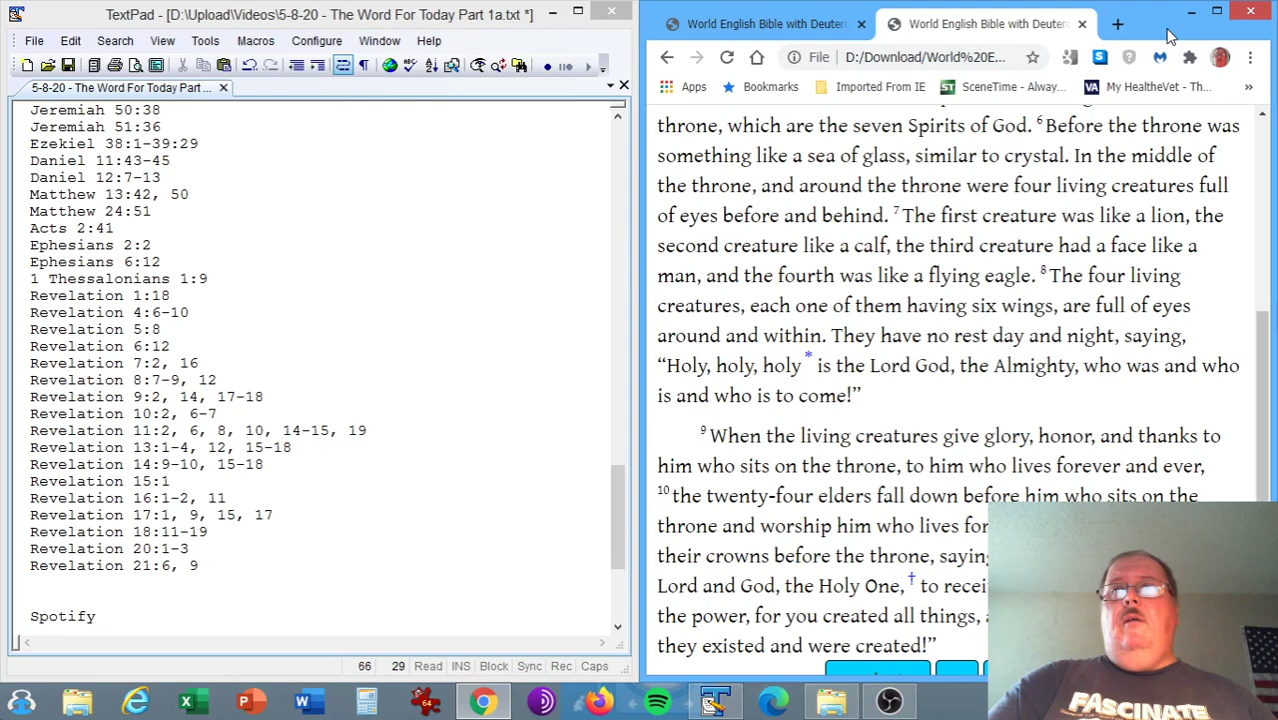 TextPad - [D:\Upload\Videos\5-8-20 - The Word For Today Part 1a.txt *]
File Edit Search View Tools Macros Configure Window Help
5-8-20 - The Word For Today Part ...
Jeremiah 50:38
Jeremiah 51:36
Ezekiel 38:1-39:29
Daniel 11:43-45
Daniel 12:7-13
Matthew 13:42, 50
Matthew 24:51
Acts 2:41
Ephesians 2:2
Ephesians 6:12
1 Thessalonians 1:9
Revelation 1:18
Revelation 4:6-10
Revelation 5:8
Revelation 6:12
Revelation 7:2, 16
Revelation 8:7-9, 12
Revelation 9:2, 14, 17-18
Revelation 10:2, 6-7
Revelation 11:2, 6, 8, 10, 14-15, 19
Revelation 13:1-4, 12, 15-18
Revelation 14:9-10, 15-18
Revelation 15:1
Revelation 16:1-2, 11
Revelation 17:1, 9, 15, 17
Revelation 18:11-19
Revelation 20:1-3
Revelation 21:6, 9
Spotify
66 29 Read INS Block Sync Rec Caps
World English Bible with Deutero
World English Bible with Deutero
File D:/Download/World%20E...
Apps Bookmarks Imported From IE ST SceneTime - Alway... VA My HealtheVet - Th... »
throne, which are the seven Spirits of God. 6 Before the throne was
something like a sea of glass, similar to crystal. In the middle of
the throne, and around the throne were four living creatures full
of eyes before and behind. 7 The first creature was like a lion, the
second creature like a calf, the third creature had a face like a
man, and the fourth was like a flying eagle. 8 The four living
creatures, each one of them having six wings, are full of eyes
around and within. They have no rest day and night, saying,
“Holy, holy, holy * is the Lord God, the Almighty, who was and who
is and who is to come!”
9 When the living creatures give glory, honor, and thanks to
him who sits on the throne, to him who lives forever and ever,
10 the twenty-four elders fall down before him who sits on the
throne and worship him who lives for
their crowns before the throne, saying
Lord and God, the Holy One, † to recei
the power, for you created all things,
they existed and were created!”
FASCINATE
64